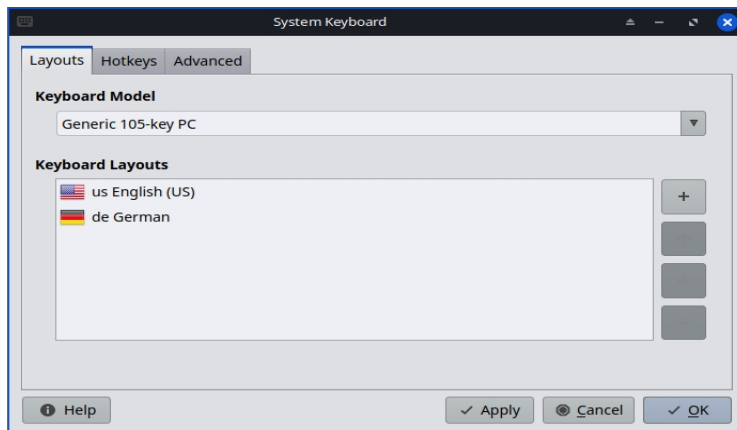 System Keyboard
Layouts Hotkeys Advanced
Keyboard Model
Generic 105-key PC
Keyboard Layouts
us English (US)
de German
Help Apply Cancel OK